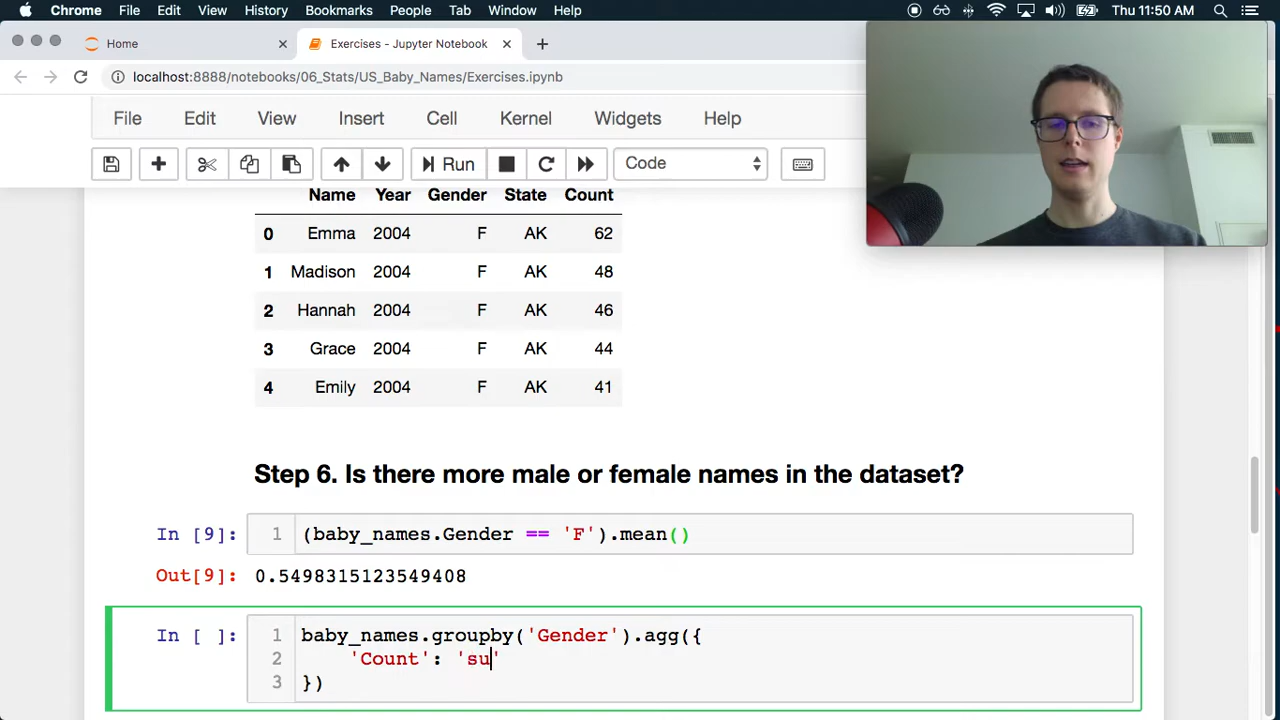 Chrome File Edit View History Bookmarks People Tab Window Help Thu 11:50 AM
Home Exercises - Jupyter Notebook
localhost:8888/notebooks/06_Stats/US_Baby_Names/Exercises.ipynb
File Edit View Insert Cell Kernel Widgets Help
Run Code
Name Year Gender State Count
0 Emma 2004 F AK 62
1 Madison 2004 F AK 48
2 Hannah 2004 F AK 46
3 Grace 2004 F AK 44
4 Emily 2004 F AK 41
Step 6. Is there more male or female names in the dataset?
In [9]: 1 (baby_names.Gender == 'F').mean()
Out[9]: 0.5498315123549408
In [ ]: 1 baby_names.groupby('Gender').agg({
2 'Count': 'su'
3 })